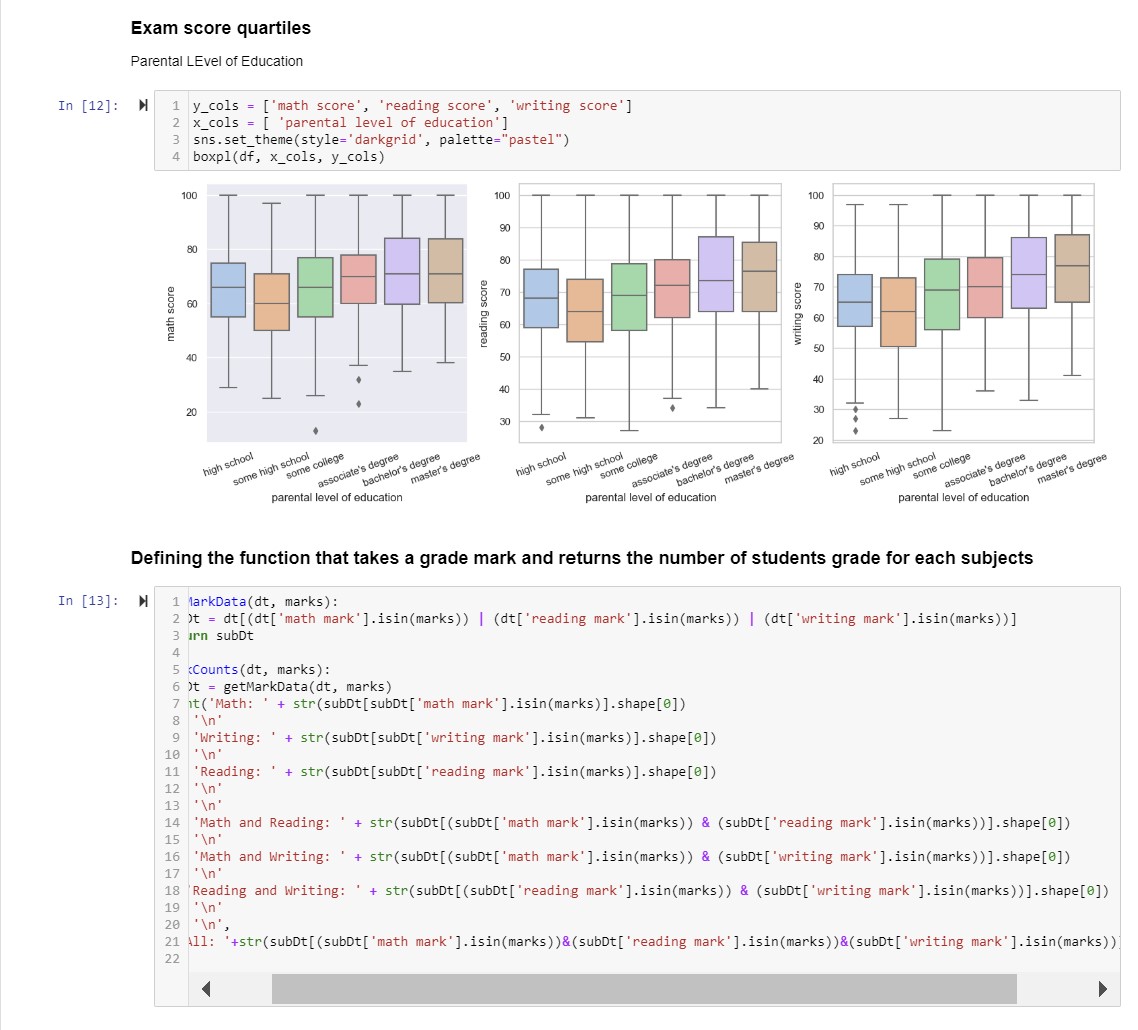 Exam score quartiles
Parental LEvel of Education
In [12]:
1 y_cols = ['math score', 'reading score', 'writing score']
2 x_cols = [ 'parental level of education']
3 sns.set_theme(style='darkgrid', palette="pastel")
4 boxpl(df, x_cols, y_cols)
100
80
60
40
20
math score
high school
some high school
some college
associate's degree
bachelor's degree
master's degree
parental level of education
100
90
80
70
60
50
40
30
reading score
high school
some high school
some college
associate's degree
bachelor's degree
master's degree
parental level of education
100
90
80
70
60
50
40
30
20
writing score
high school
some high school
some college
associate's degree
bachelor's degree
master's degree
parental level of education
Defining the function that takes a grade mark and returns the number of students grade for each subjects
In [13]:
1 MarkData(dt, marks):
2 Dt = dt[(dt['math mark'].isin(marks)) | (dt['reading mark'].isin(marks)) | (dt['writing mark'].isin(marks))]
3 urn subDt
4
5 kCounts(dt, marks):
6 Dt = getMarkData(dt, marks)
7 nt('Math: ' + str(subDt[subDt['math mark'].isin(marks)].shape[0])
8 '\n'
9 'Writing: ' + str(subDt[subDt['writing mark'].isin(marks)].shape[0])
10 '\n'
11 'Reading: ' + str(subDt[subDt['reading mark'].isin(marks)].shape[0])
12 '\n'
13 '\n'
14 'Math and Reading: ' + str(subDt[(subDt['math mark'].isin(marks)) & (subDt['reading mark'].isin(marks))].shape[0])
15 '\n'
16 'Math and Writing: ' + str(subDt[(subDt['math mark'].isin(marks)) & (subDt['writing mark'].isin(marks))].shape[0])
17 '\n'
18 'Reading and Writing: ' + str(subDt[(subDt['reading mark'].isin(marks)) & (subDt['writing mark'].isin(marks))].shape[0])
19 '\n'
20 '\n',
21 All: '+str(subDt[(subDt['math mark'].isin(marks))&(subDt['reading mark'].isin(marks))&(subDt['writing mark'].isin(marks))]
22